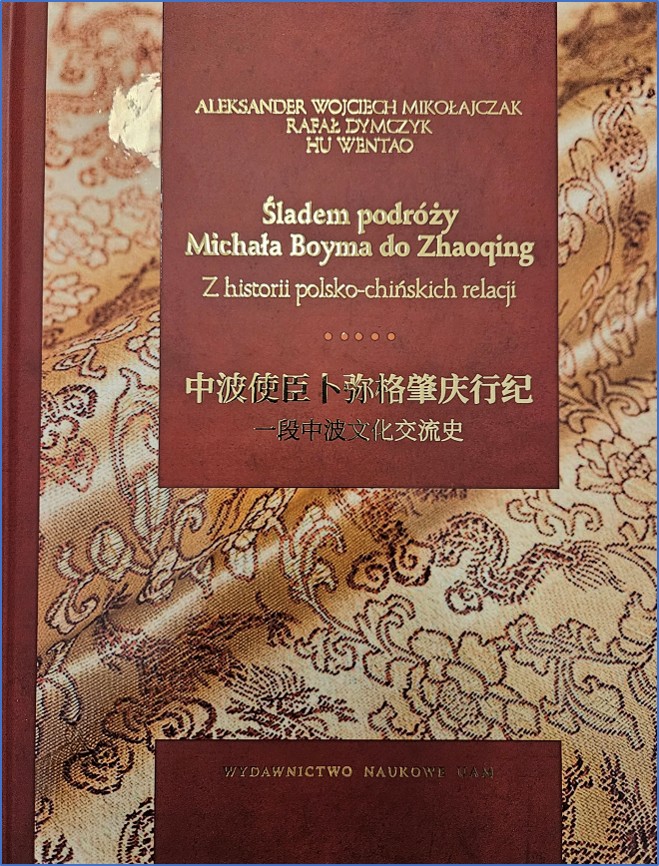 ALEKSANDER WOJCIECH MIKOŁAJCZAK
RAFAŁ DYMCZYK
HU WENTAO
Śladem podróży
Michała Boyma do Zhaoqing
Z historii polsko-chińskich relacji
中波使臣卜弥格肇庆行纪
一段中波文化交流史
WYDAWNICTWO NAUKOWE UAM